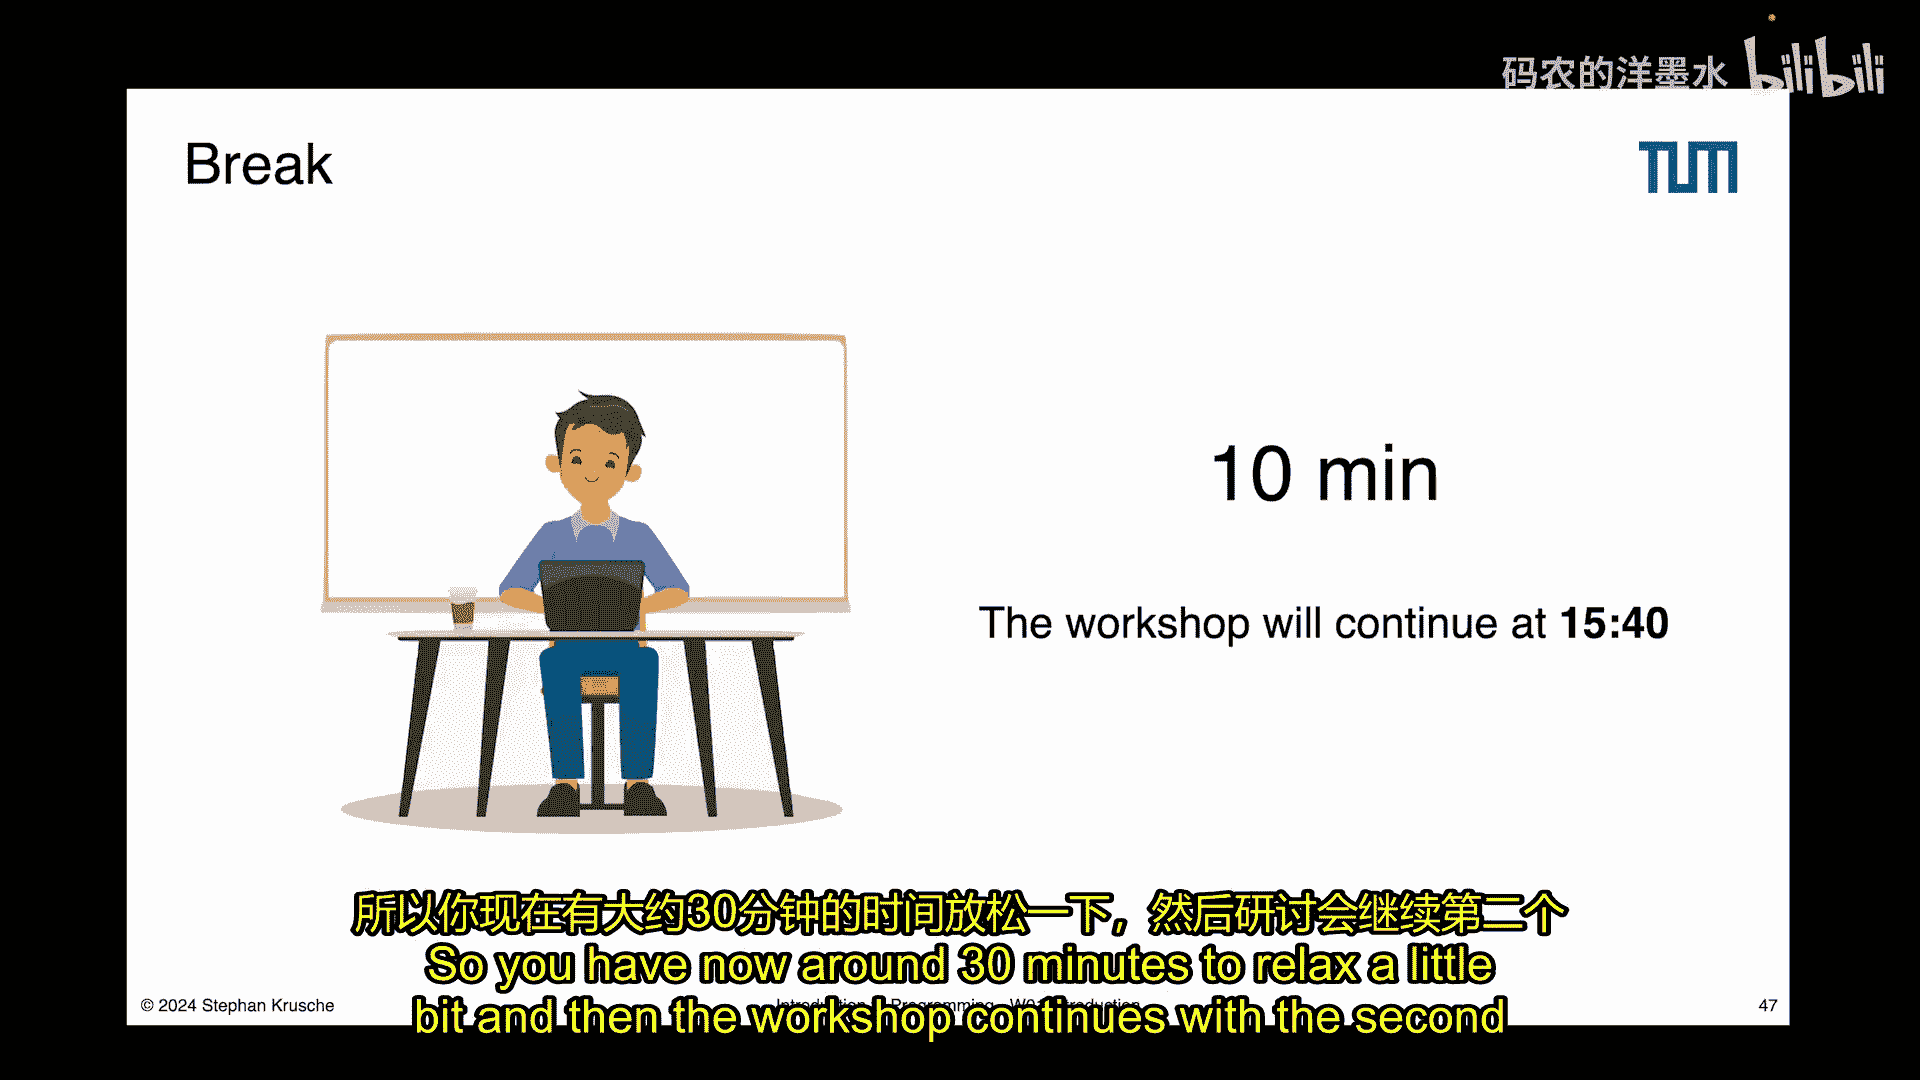 码农的洋墨水 bilibili
Break
TUM
10 min
The workshop will continue at 15:40
所以你现在有大约30分钟的时间放松一下，然后研讨会继续第二个
So you have now around 30 minutes to relax a little
bit and then the workshop continues with the second
© 2024 Stephan Krusche
47